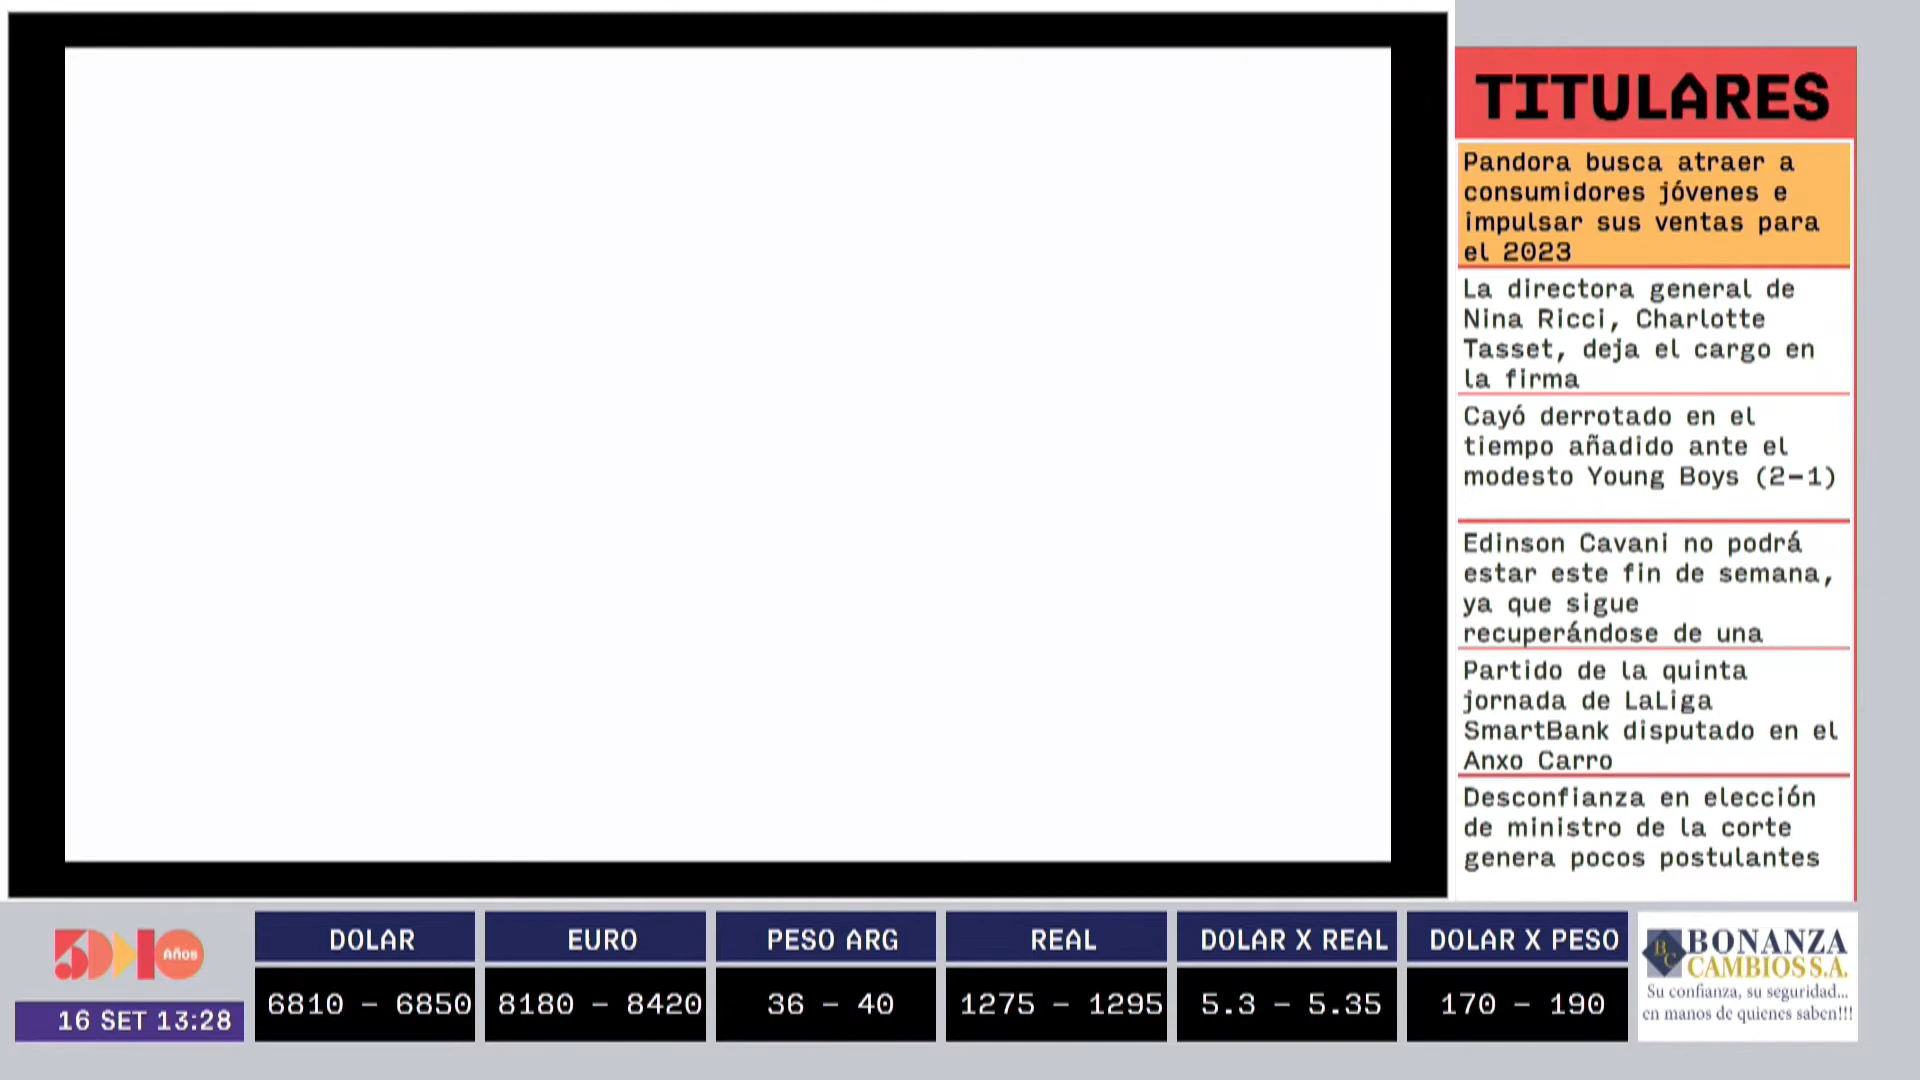 TITULARES
Pandora busca atraer a
consumidores jóvenes e
impulsar sus ventas para
el 2023
La directora general de
Nina Ricci, Charlotte
Tasset, deja el cargo en
la firma
Cayó derrotado en el
tiempo añadido ante el
modesto Young Boys (2-1)
Edinson Cavani no podrá
estar este fin de semana,
ya que sigue
recuperándose de una
Partido de la quinta
jornada de LaLiga
SmartBank disputado en el
Anxo Carro
Desconfianza en elección
de ministro de la corte
genera pocos postulantes
Años
16 SET 13:28
DOLAR
6810 - 6850
EURO
8180 - 8420
PESO ARG
36 - 40
REAL
1275 - 1295
DOLAR X REAL
5.3 - 5.35
DOLAR X PESO
170 - 190
BC
BONANZA
CAMBIOS S.A.
Su confianza, su seguridad...
en manos de quienes saben!!!